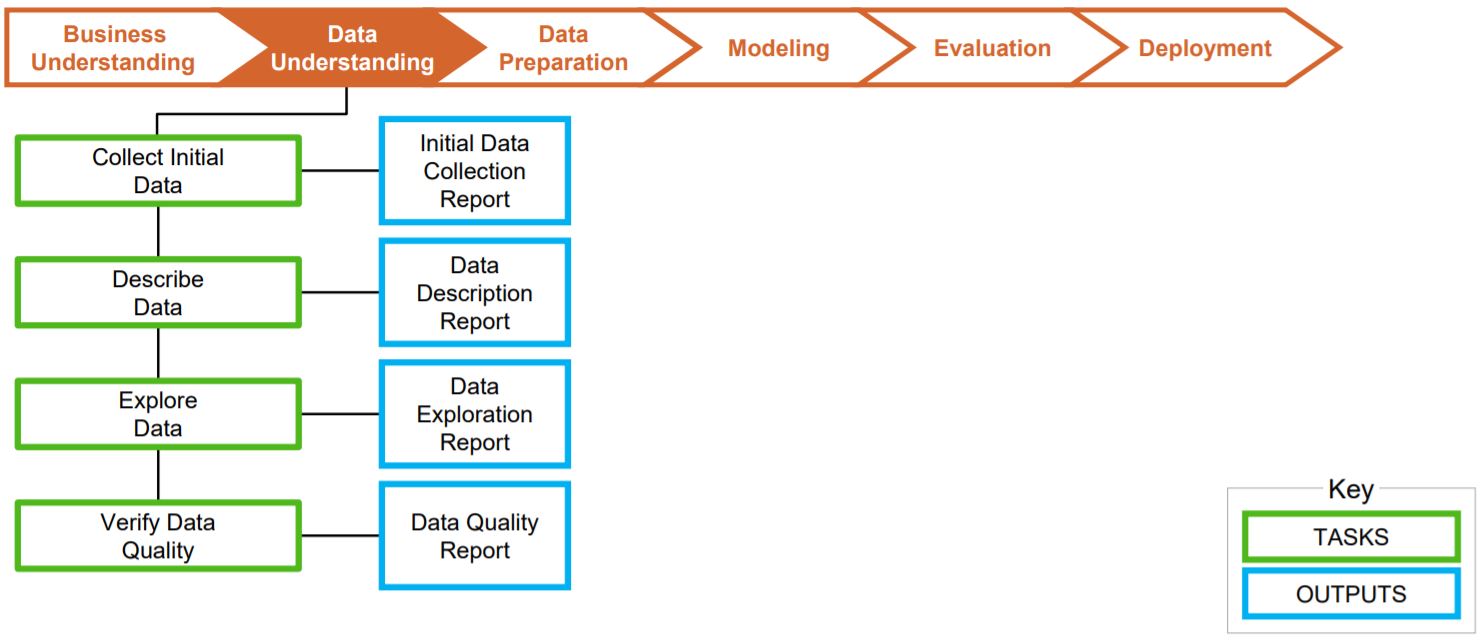 Business
Understanding
Data
Understanding
Data
Preparation
Modeling
Evaluation
Deployment
Collect Initial
Data
Initial Data
Collection
Report
Describe
Data
Data
Description
Report
Explore
Data
Data
Exploration
Report
Verify Data
Quality
Data Quality
Report
Key
TASKS
OUTPUTS